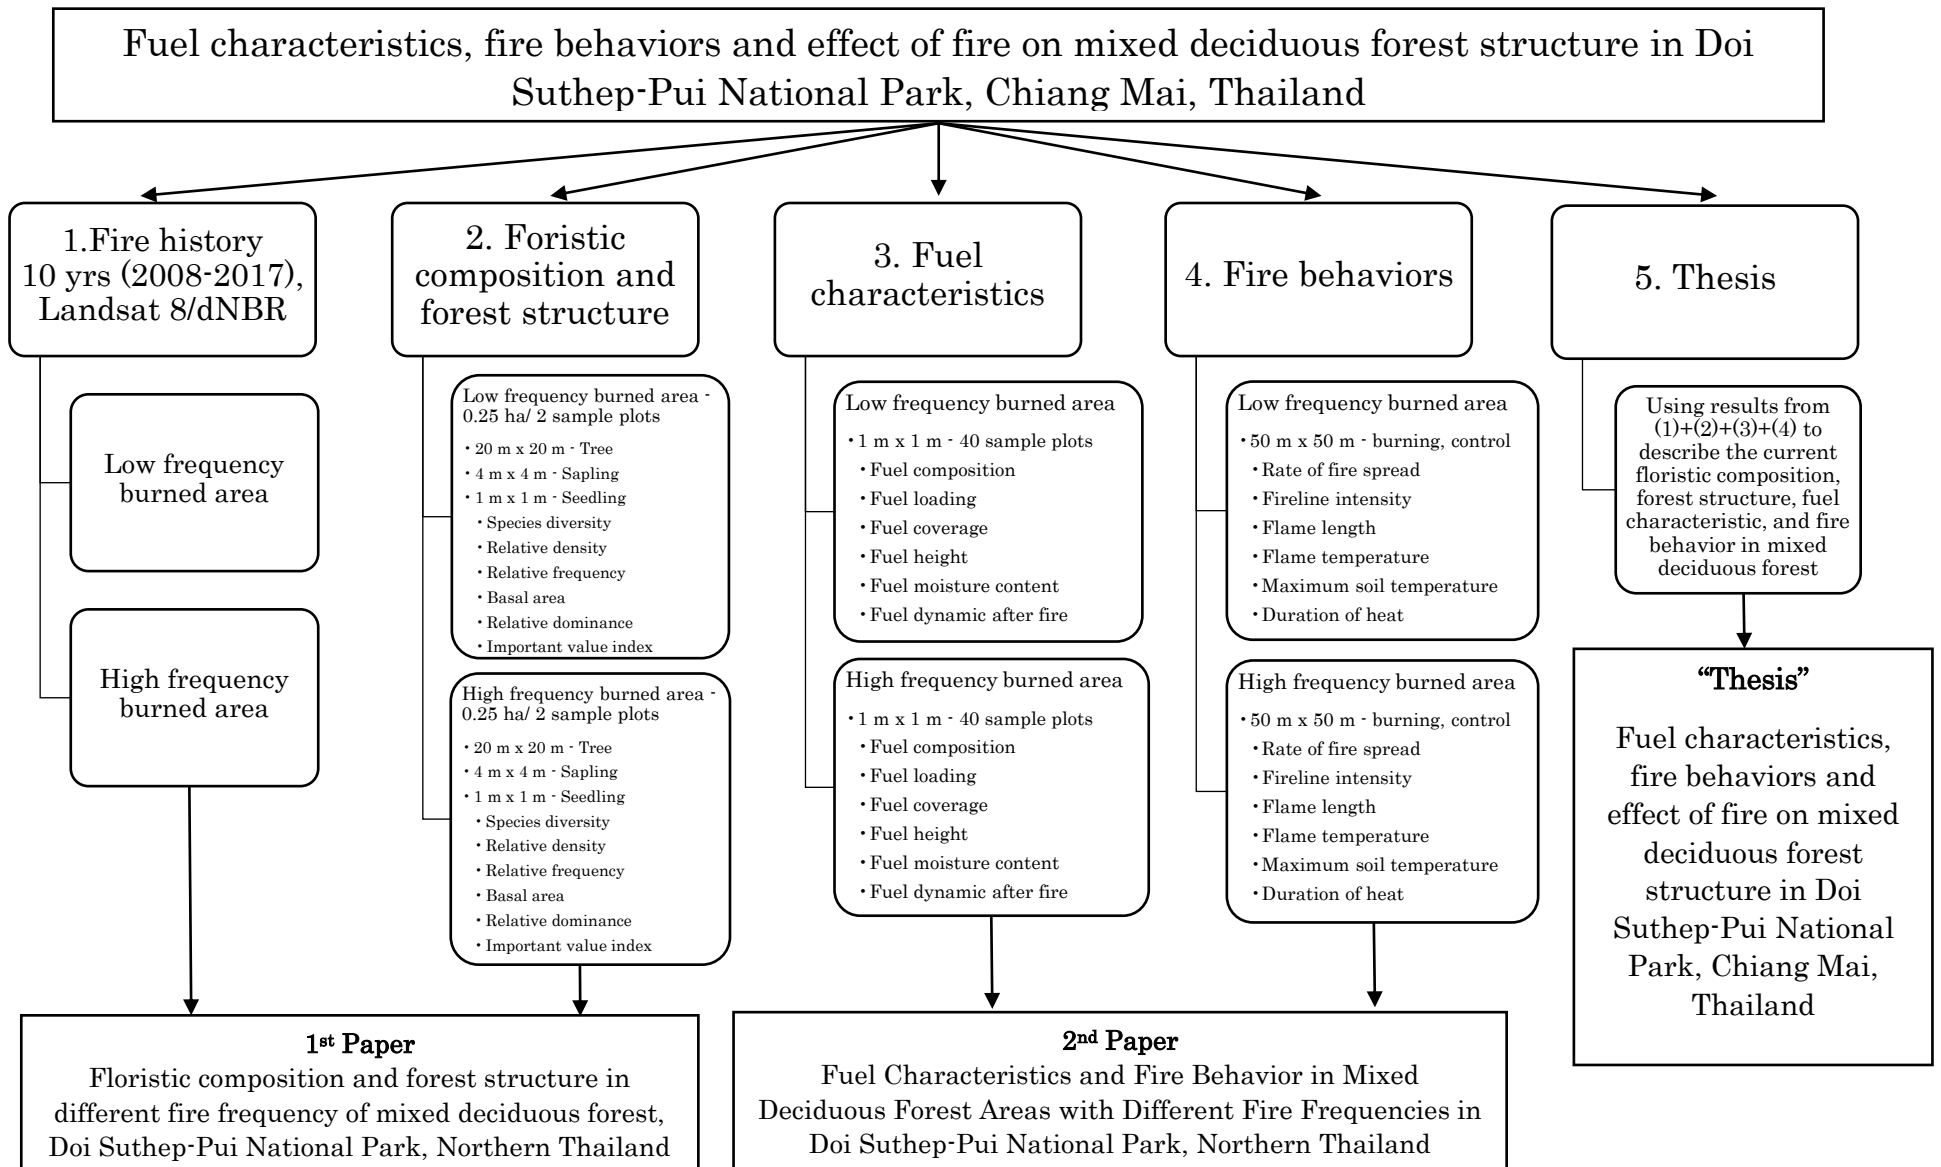 Fuel characteristics, fire behaviors and effect of fire on mixed deciduous forest structure in Doi
Suthep-Pui National Park, Chiang Mai, Thailand
1.Fire history
10 yrs (2008-2017),
Landsat 8/dNBR
Low frequency
burned area
High frequency
burned area
2. Foristic
composition and
forest structure
Low frequency burned area -
0.25 ha/ 2 sample plots
• 20 m x 20 m - Tree
• 4 m x 4 m - Sapling
• 1 m x 1 m - Seedling
• Species diversity
• Relative density
• Relative frequency
• Basal area
• Relative dominance
• Important value index
High frequency burned area -
0.25 ha/ 2 sample plots
• 20 m x 20 m - Tree
• 4 m x 4 m - Sapling
• 1 m x 1 m - Seedling
• Species diversity
• Relative density
• Relative frequency
• Basal area
• Relative dominance
• Important value index
3. Fuel
characteristics
Low frequency burned area
• 1 m x 1 m - 40 sample plots
• Fuel composition
• Fuel loading
• Fuel coverage
• Fuel height
• Fuel moisture content
• Fuel dynamic after fire
High frequency burned area
• 1 m x 1 m - 40 sample plots
• Fuel composition
• Fuel loading
• Fuel coverage
• Fuel height
• Fuel moisture content
• Fuel dynamic after fire
4. Fire behaviors
Low frequency burned area
• 50 m x 50 m - burning, control
• Rate of fire spread
• Fireline intensity
• Flame length
• Flame temperature
• Maximum soil temperature
• Duration of heat
High frequency burned area
• 50 m x 50 m - burning, control
• Rate of fire spread
• Fireline intensity
• Flame length
• Flame temperature
• Maximum soil temperature
• Duration of heat
5. Thesis
Using results from
(1)+(2)+(3)+(4) to
describe the current
floristic composition,
forest structure, fuel
characteristic, and fire
behavior in mixed
deciduous forest
“Thesis”
Fuel characteristics,
fire behaviors and
effect of fire on mixed
deciduous forest
structure in Doi
Suthep-Pui National
Park, Chiang Mai,
Thailand
1st Paper
Floristic composition and forest structure in
different fire frequency of mixed deciduous forest,
Doi Suthep-Pui National Park, Northern Thailand
2nd Paper
Fuel Characteristics and Fire Behavior in Mixed
Deciduous Forest Areas with Different Fire Frequencies in
Doi Suthep-Pui National Park, Northern Thailand